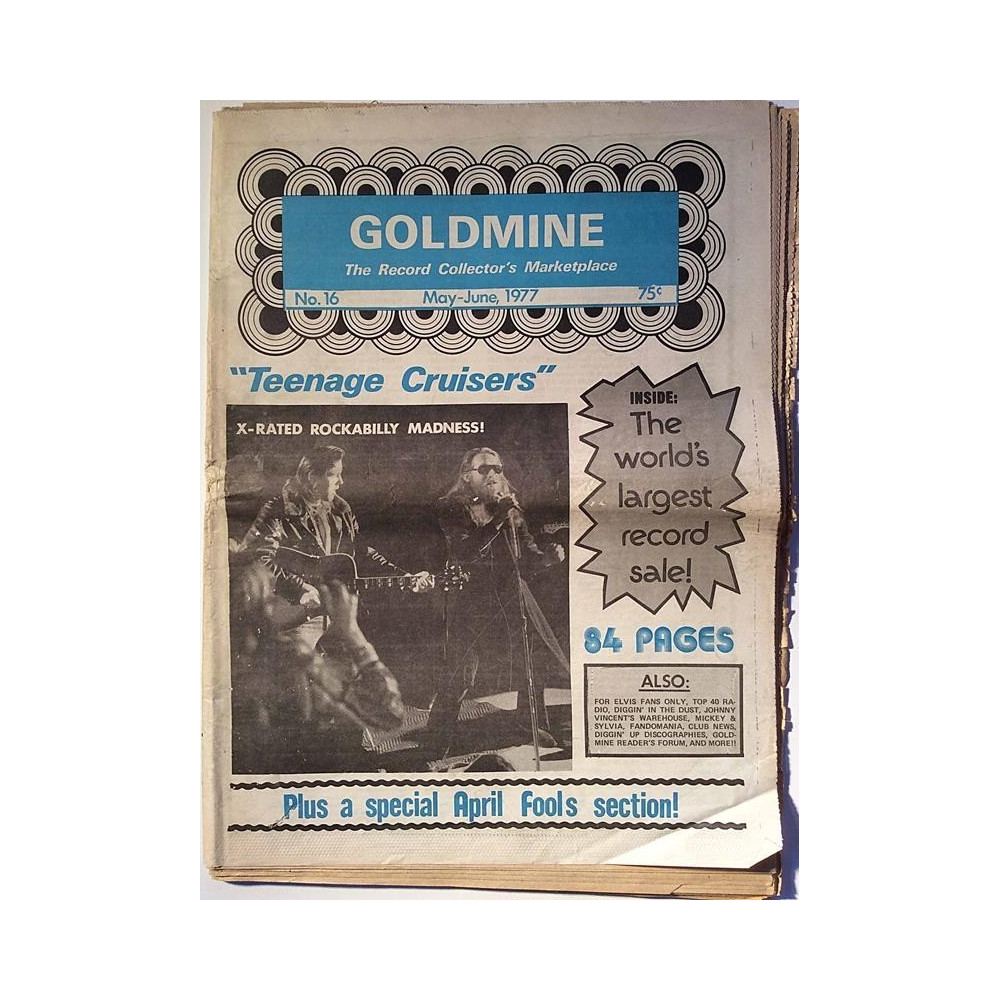 GOLDMINE
The Record Collector's Marketplace
No. 16 May-June, 1977 75¢
"Teenage Cruisers"
X-RATED ROCKABILLY MADNESS!
INSIDE:
The
world's
largest
record
sale!
84 PAGES
ALSO:
FOR ELVIS FANS ONLY, TOP 40 RA-
DIO, DIGGIN' IN THE DUST, JOHNNY
VINCENT'S WAREHOUSE, MICKEY &
SYLVIA, FANDOMANIA, CLUB NEWS,
DIGGIN' UP DISCOGRAPHIES, GOLD-
MINE READER'S FORUM, AND MORE!!
Plus a special April Fools section!